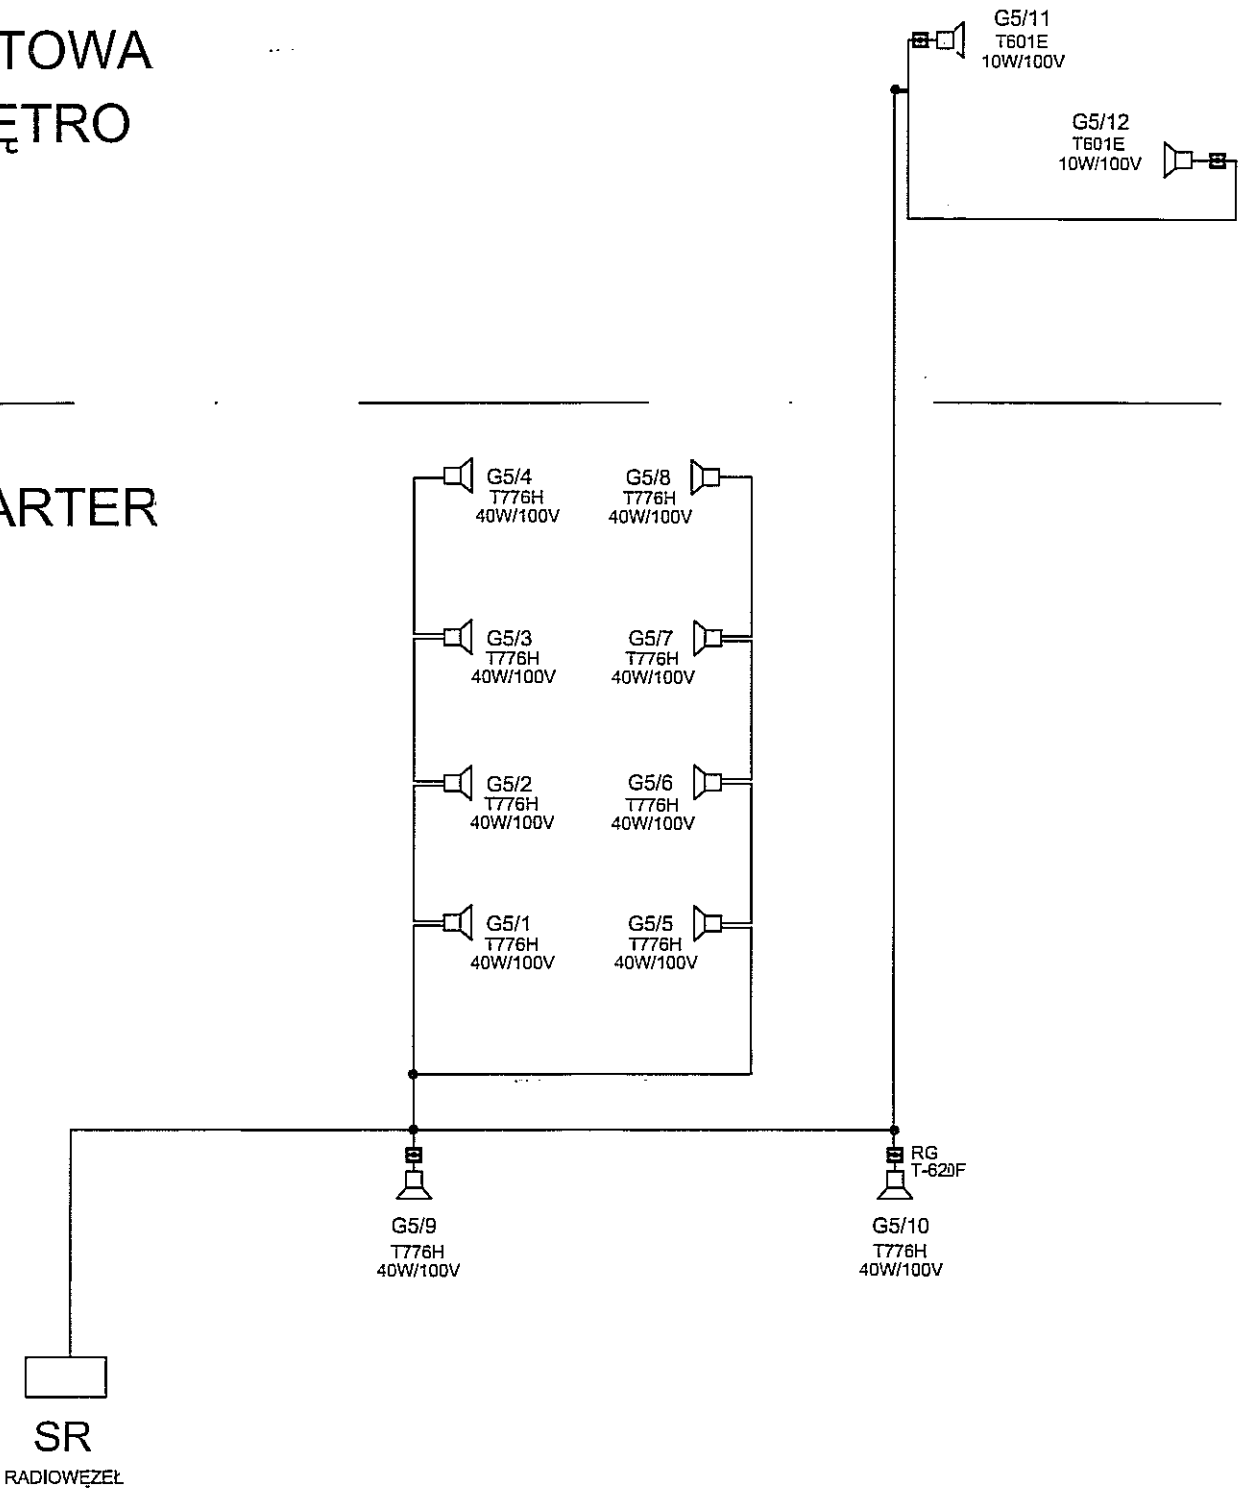 TOWA
ĘTRO
G5/11
T601E
10W/100V
G5/12
T601E
10W/100V
ARTER
G5/4
T776H
40W/100V
G5/8
T776H
40W/100V
G5/3
T776H
40W/100V
G5/7
T776H
40W/100V
G5/2
T776H
40W/100V
G5/6
T776H
40W/100V
G5/1
T776H
40W/100V
G5/5
T776H
40W/100V
RG
T-620F
G5/9
T776H
40W/100V
G5/10
T776H
40W/100V
SR
RADIOWĘZEŁ